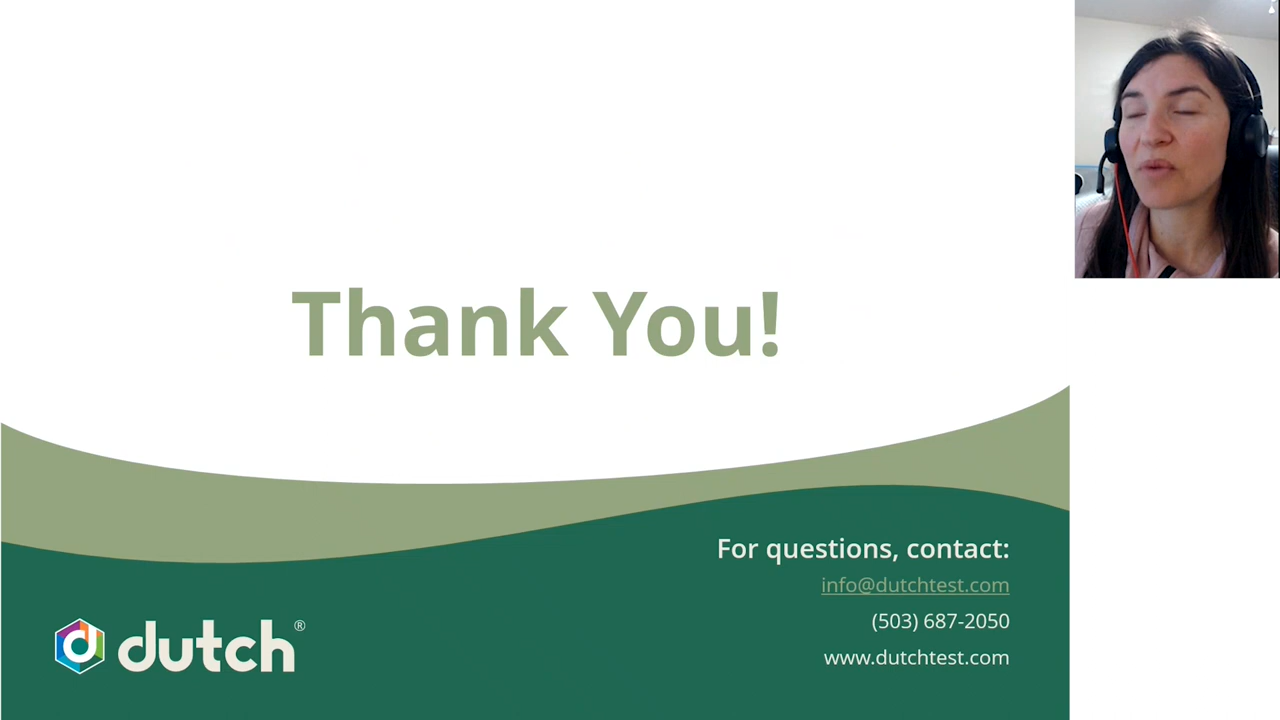 Thank You!
For questions, contact:
info@dutchtest.com
(503) 687-2050
www.dutchtest.com
dutch®